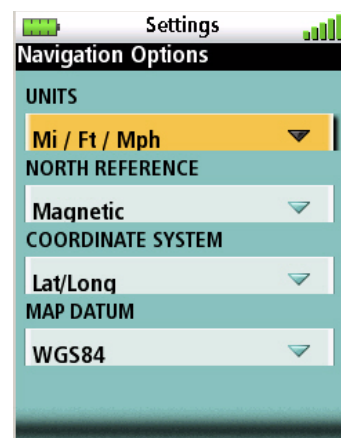 Settings
Navigation Options
UNITS
Mi / Ft / Mph
NORTH REFERENCE
Magnetic
COORDINATE SYSTEM
Lat/Long
MAP DATUM
WGS84